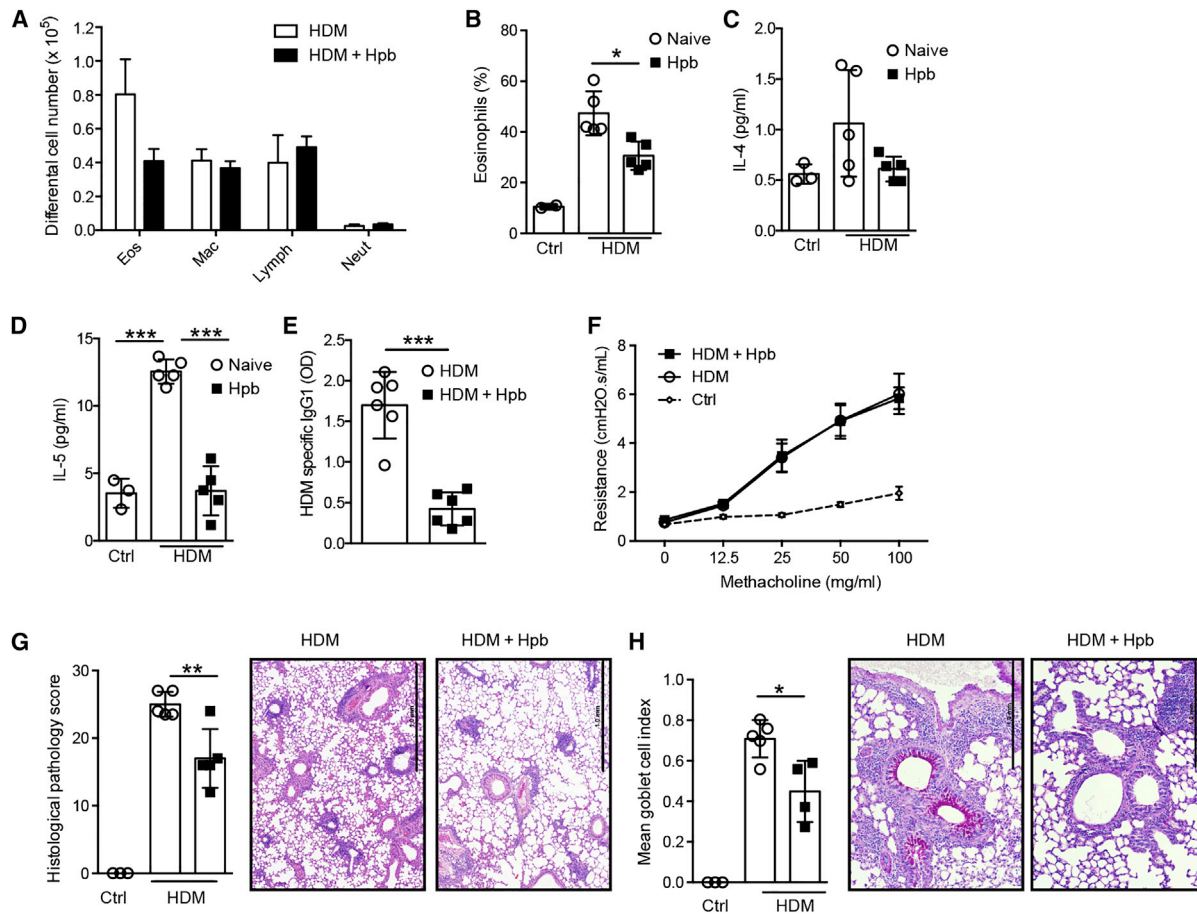 A
Differental cell number (x 10⁵)
1.2
1.0
0.8
0.6
0.4
0.2
0.0
HDM
HDM + Hpb
Eos
Mac
Lymph
Neut
B
Eosinophils (%)
80
60
40
20
0
*
Naive
Hpb
Ctrl
HDM
C
IL-4 (pg/ml)
2.0
1.5
1.0
0.5
0.0
Naive
Hpb
Ctrl
HDM
D
IL-5 (pg/ml)
15
10
5
0
*** ***
Naive
Hpb
Ctrl
HDM
E
HDM specific IgG1 (OD)
2.5
2.0
1.5
1.0
0.5
0.0
***
HDM
HDM + Hpb
F
Resistance (cmH2O.s/mL)
8
6
4
2
0
HDM + Hpb
HDM
Ctrl
0 12.5 25 50 100
Methacholine (mg/ml)
G
Histological pathology score
30
20
10
0
**
Ctrl
HDM
HDM
HDM + Hpb
1.0 mm
H
Mean goblet cell index
1.0
0.8
0.6
0.4
0.2
0.0
*
Ctrl
HDM
HDM
HDM + Hpb